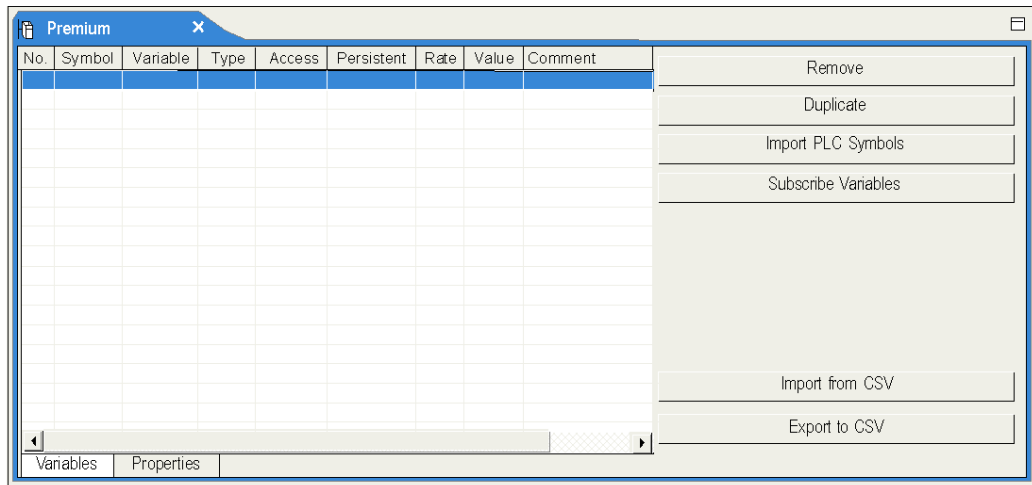 Premium
No. Symbol Variable Type Access Persistent Rate Value Comment
Remove
Duplicate
Import PLC Symbols
Subscribe Variables
Import from CSV
Export to CSV
Variables Properties